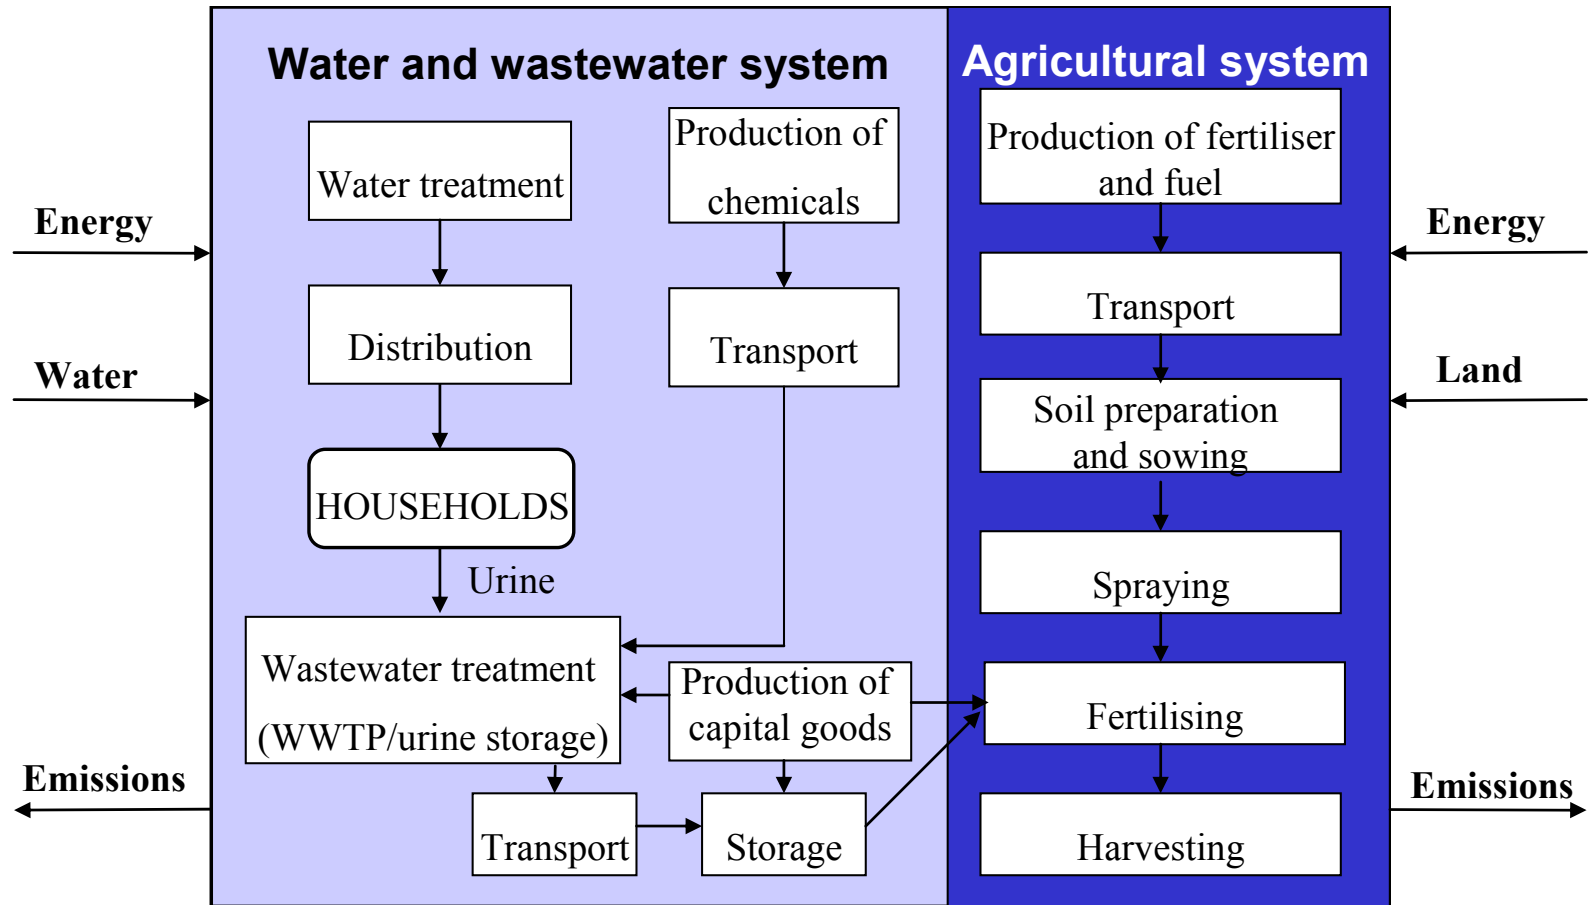 Water and wastewater system
Agricultural system
Energy
Water
Emissions
Water treatment
Distribution
HOUSEHOLDS
Urine
Wastewater treatment
(WWTP/urine storage)
Transport
Production of
chemicals
Transport
Production of
capital goods
Storage
Production of fertiliser
and fuel
Transport
Soil preparation
and sowing
Spraying
Fertilising
Harvesting
Energy
Land
Emissions